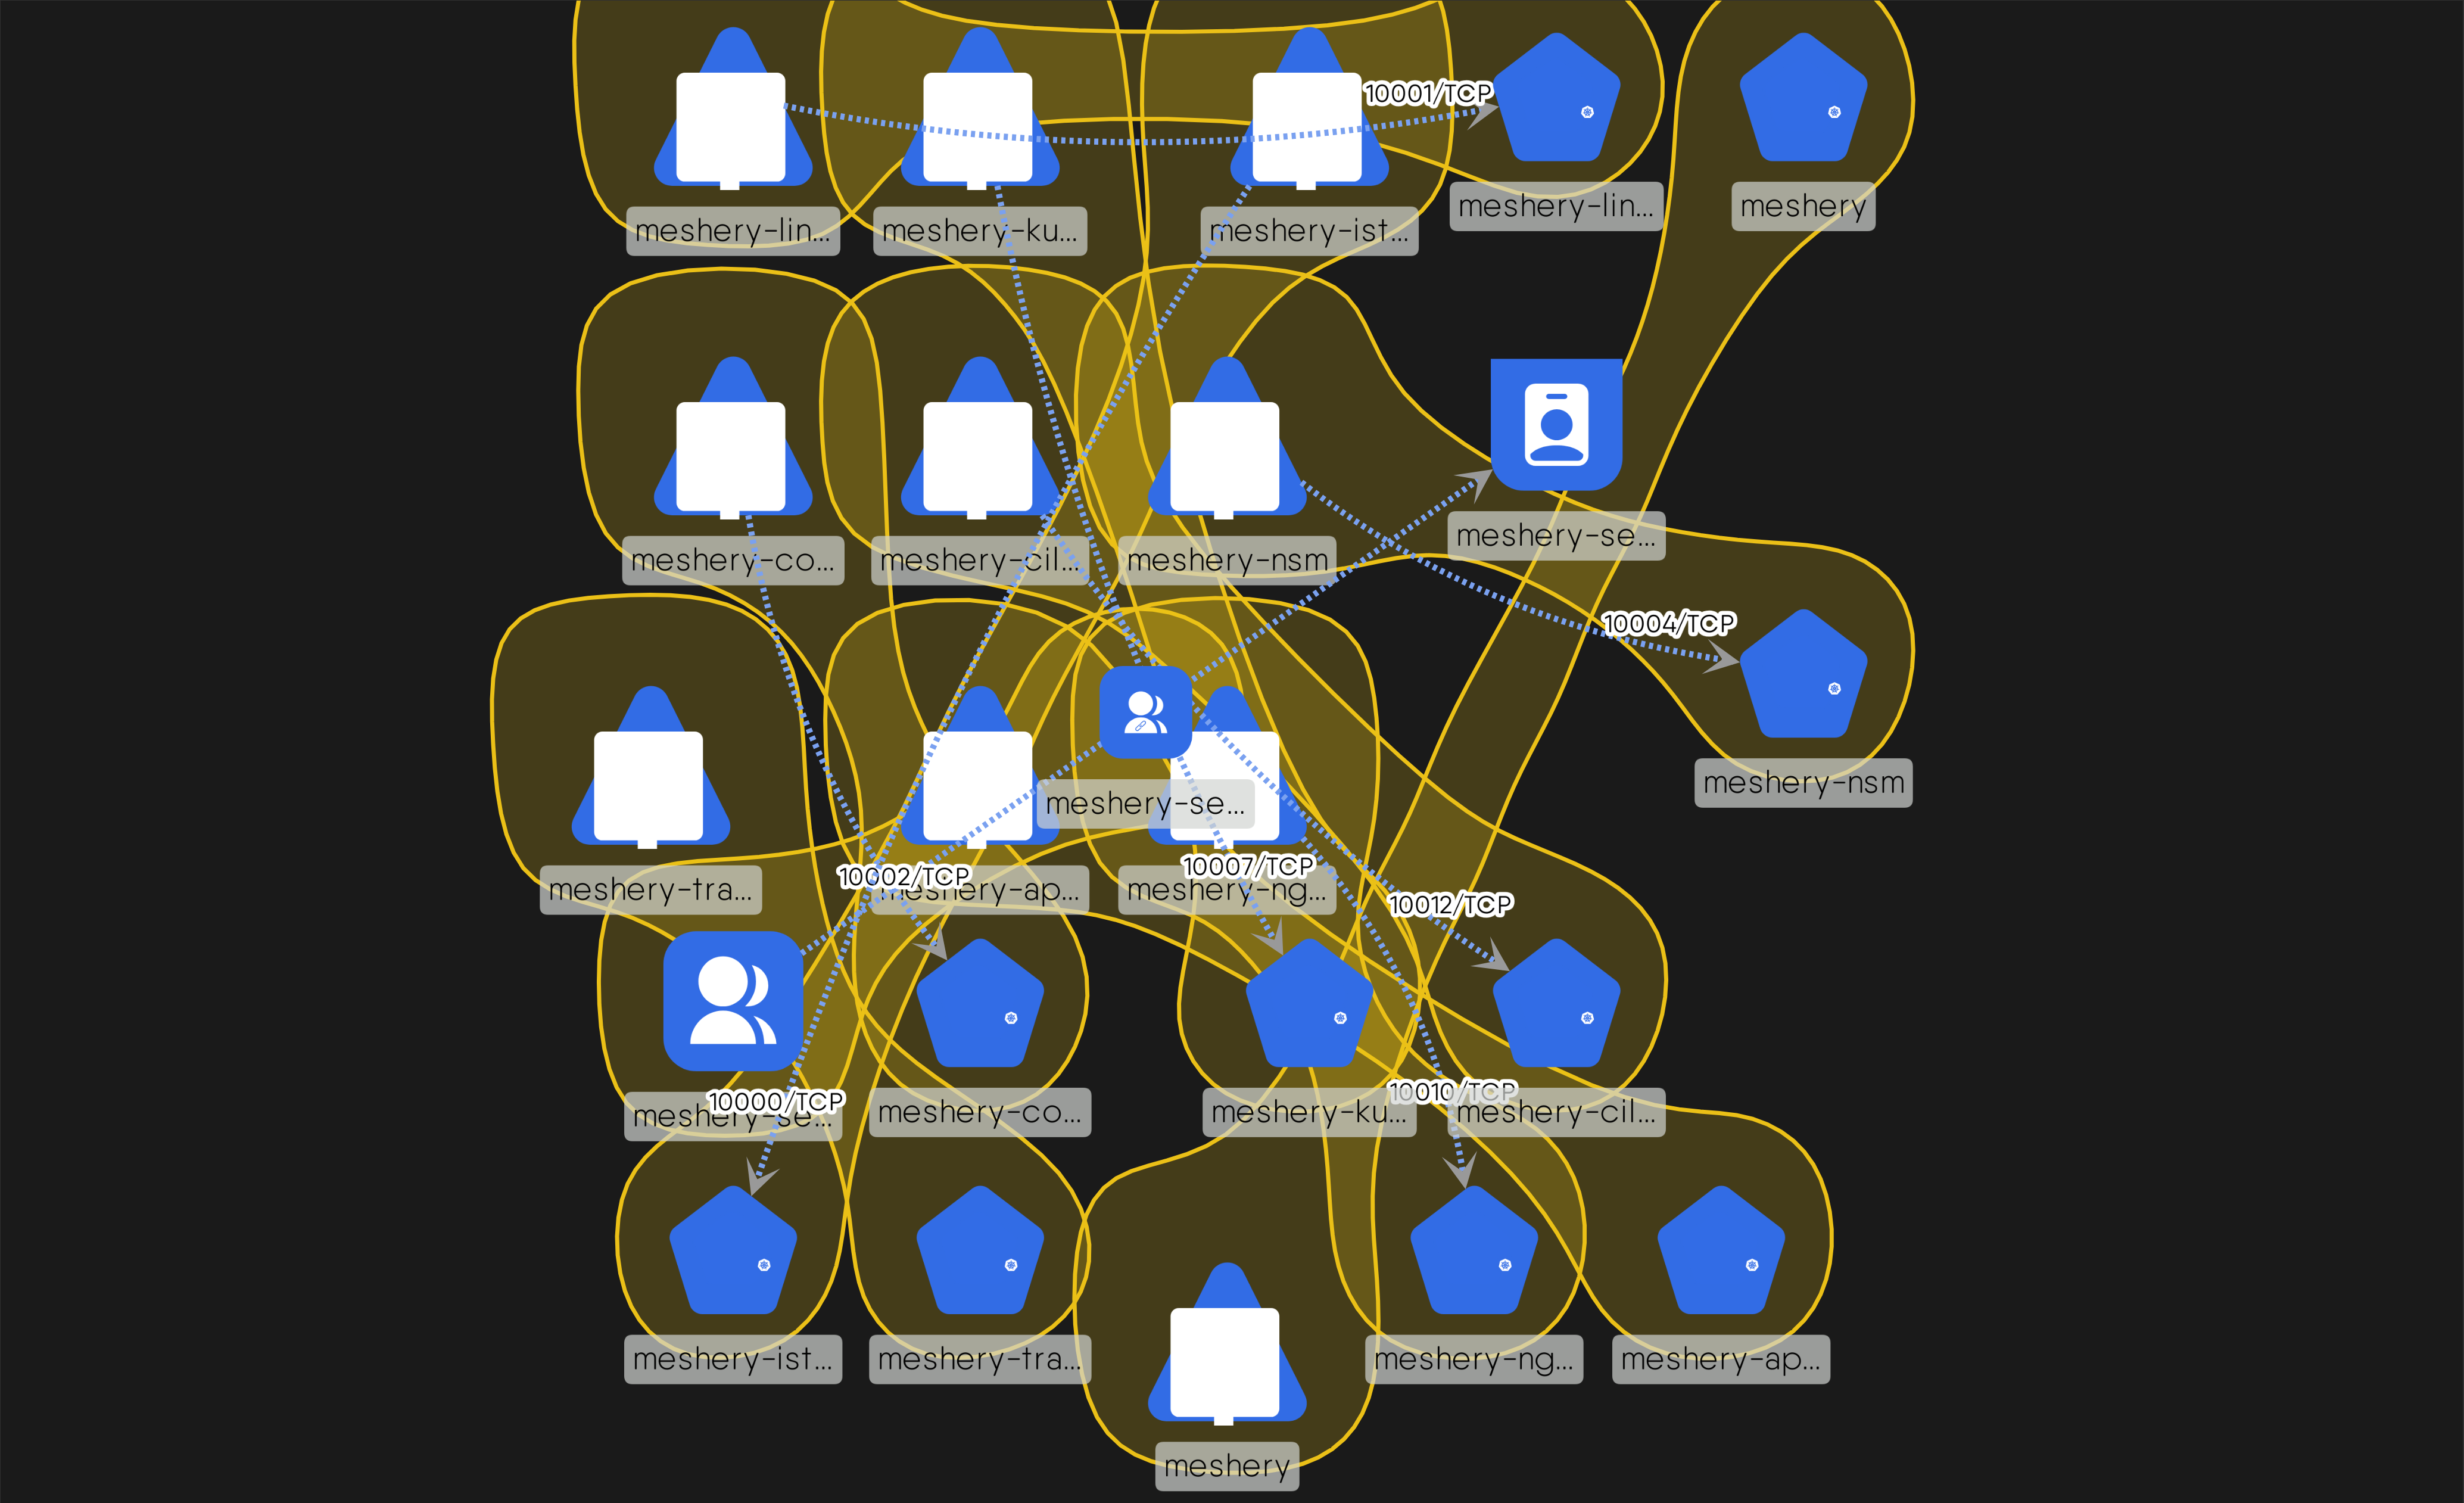 10001/TCP
meshery-lin...
meshery-ku...
meshery-ist...
meshery-lin...
meshery
meshery-co...
meshery-cil...
meshery-nsm
meshery-se...
10004/TCP
meshery-nsm
meshery-se...
meshery-tra...
10002/TCP
meshery-ap...
10007/TCP
meshery-ng...
10012/TCP
10000/TCP
meshery-se...
meshery-co...
meshery-ku...
10010/TCP
meshery-cil...
meshery-ist...
meshery-tra...
meshery-ng...
meshery-ap...
meshery